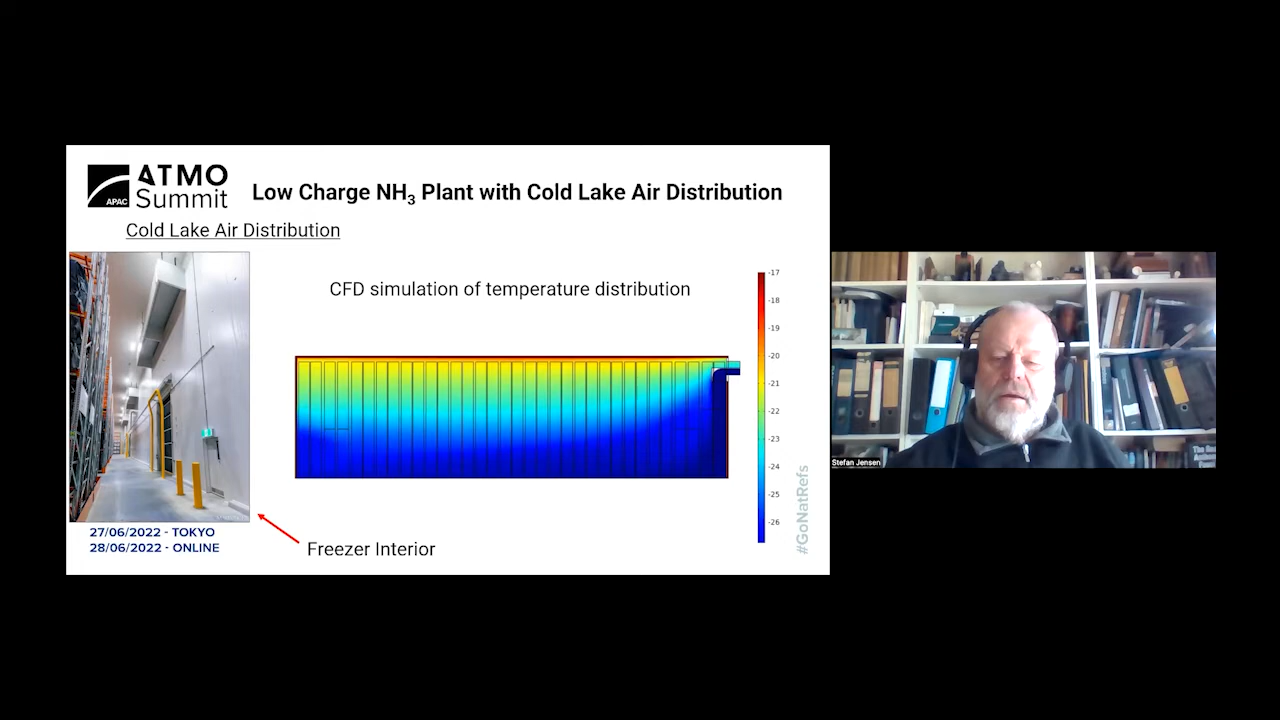 ATMO
APAC
Summit
Low Charge NH₃ Plant with Cold Lake Air Distribution
Cold Lake Air Distribution
CFD simulation of temperature distribution
-17
-18
-19
-20
-21
-22
-23
-24
-25
-26
#GoNatRefs
27/06/2022 - TOKYO
28/06/2022 - ONLINE
Freezer Interior
Stefan Jensen